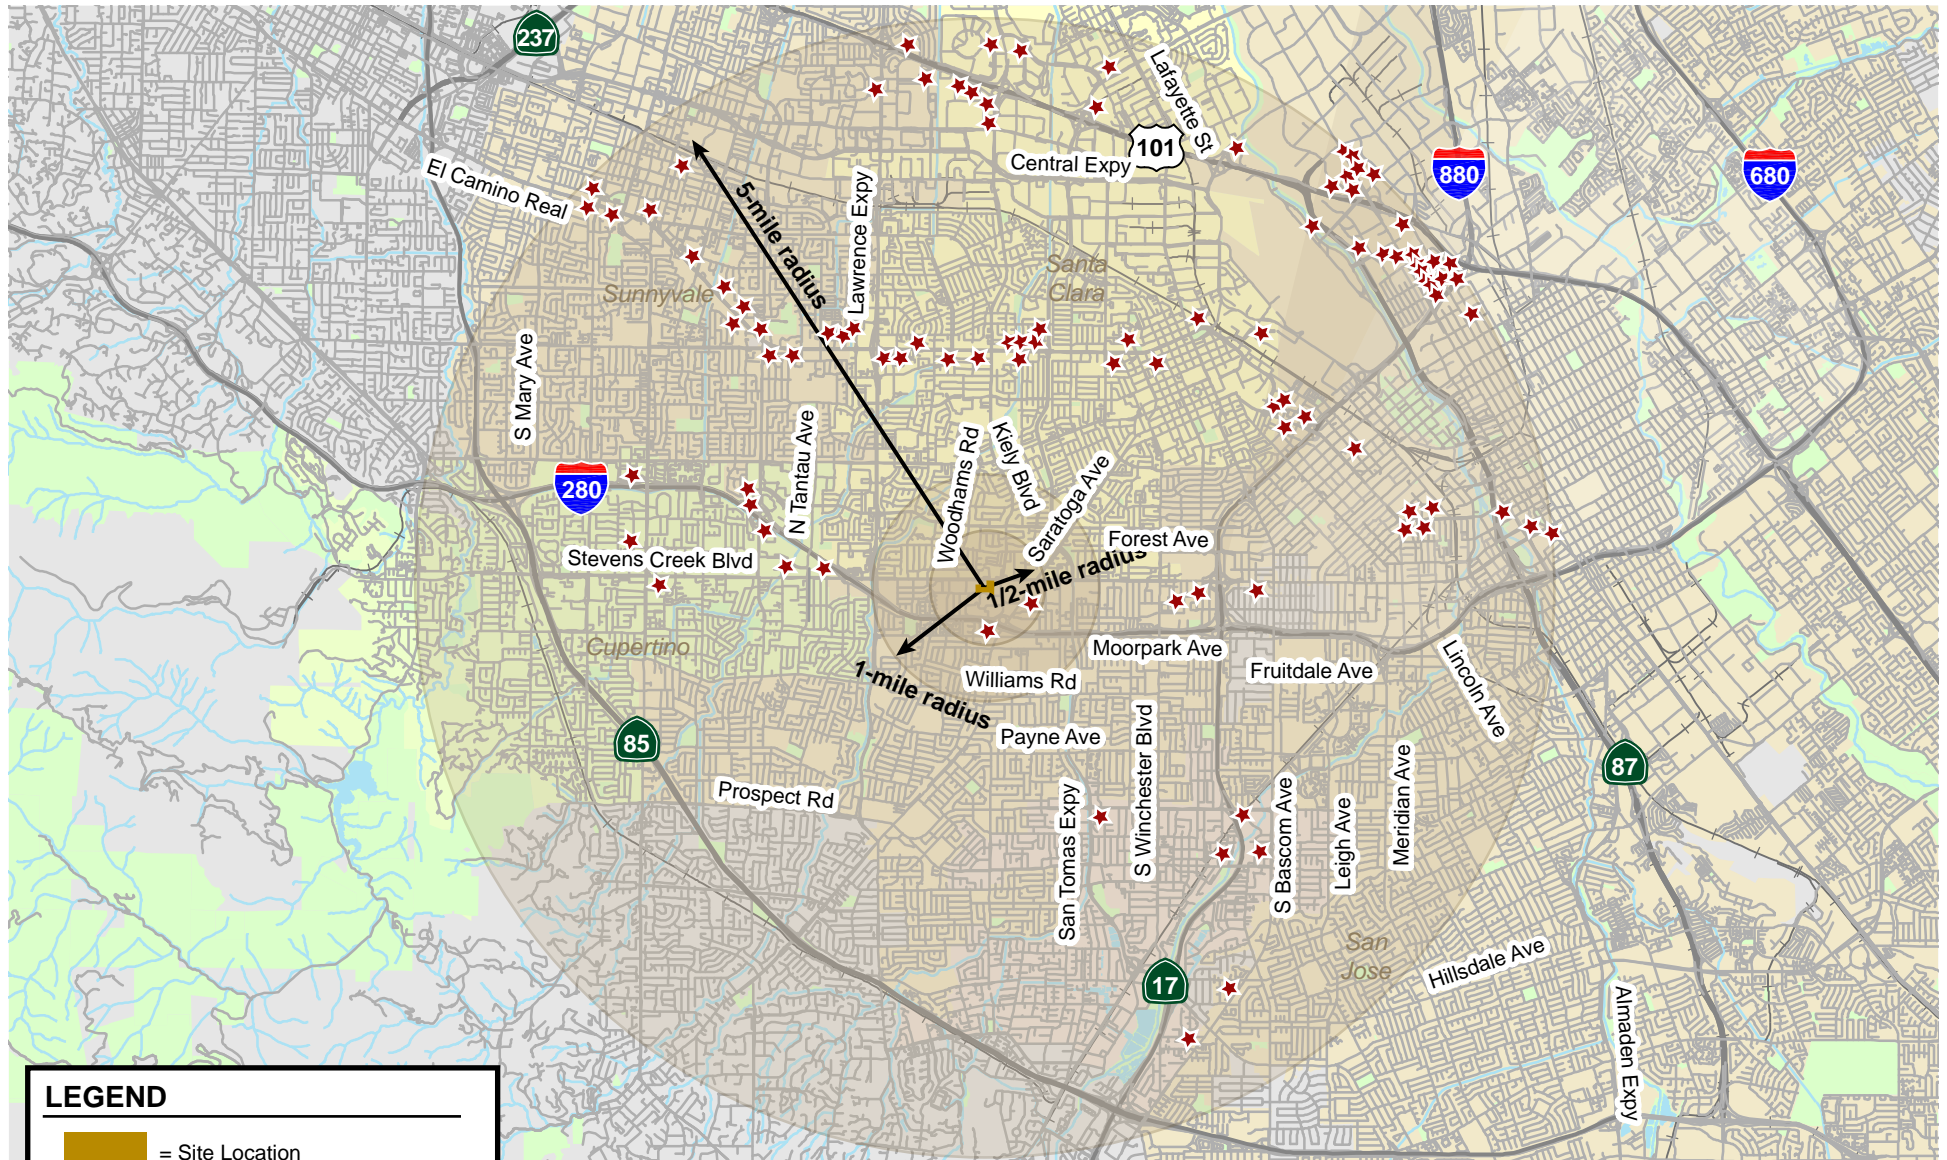 237
Lafayette St
101
Central Expy
880
680
El Camino Real
5-mile radius
Lawrence Expy
Santa
Clara
Sunnyvale
S Mary Ave
N Tantau Ave
Woodhams Rd
Kiely Blvd
Saratoga Ave
280
Forest Ave
Stevens Creek Blvd
1/2-mile radius
Cupertino
Moorpark Ave
Fruitdale Ave
Lincoln Ave
1-mile radius
Williams Rd
Payne Ave
85
87
Prospect Rd
San Tomas Expy
S Winchester Blvd
S Bascom Ave
Leigh Ave
Meridian Ave
San
Jose
Hillsdale Ave
17
Almaden Expy
LEGEND
= Site Location